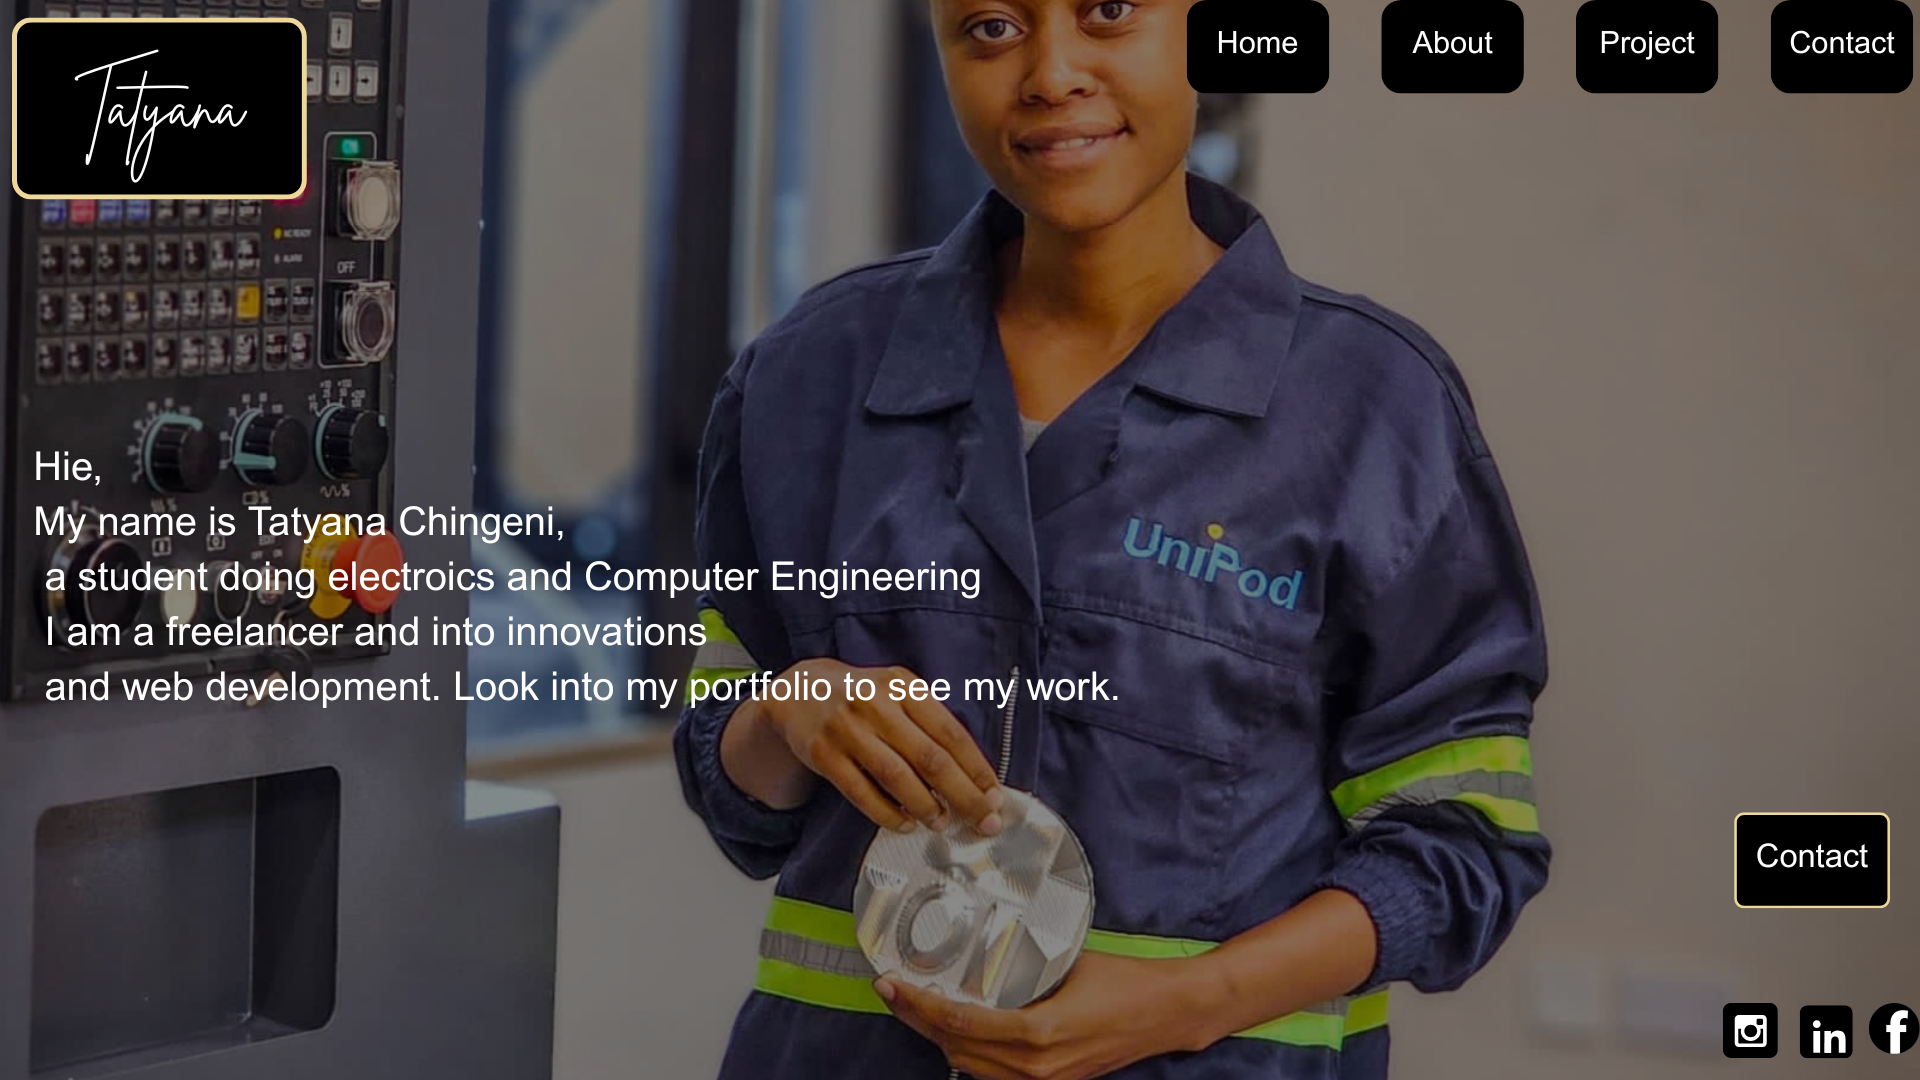 Tatyana
Home
About
Project
Contact
OFF
Hie,
My name is Tatyana Chingeni,
a student doing electroics and Computer Engineering
I am a freelancer and into innovations
and web development. Look into my portfolio to see my work.
UniPod
Contact
in
f